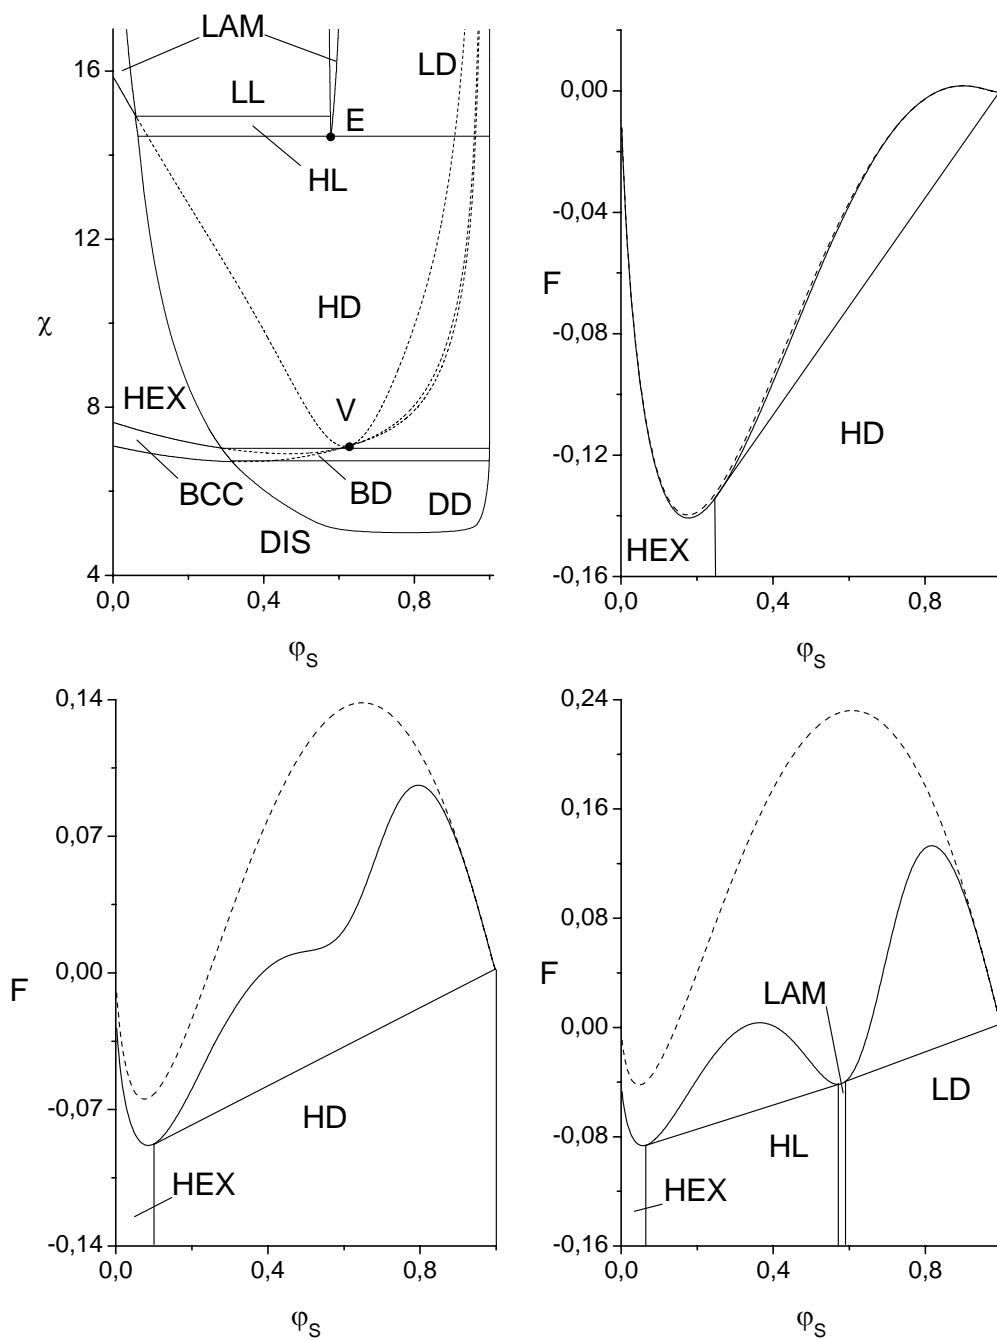 LAM
16
LL
LD
E
HL
12
χ
HD
8
HEX
V
BCC
BD
DD
DIS
4
0,0
0,4
0,8
φS
0,00
-0,04
F
-0,08
-0,12
HD
HEX
-0,16
0,0
0,4
0,8
φS
0,14
0,07
F
0,00
-0,07
HD
HEX
-0,14
0,0
0,4
0,8
φS
0,24
0,16
0,08
F
LAM
0,00
LD
-0,08
HL
HEX
-0,16
0,0
0,4
0,8
φS